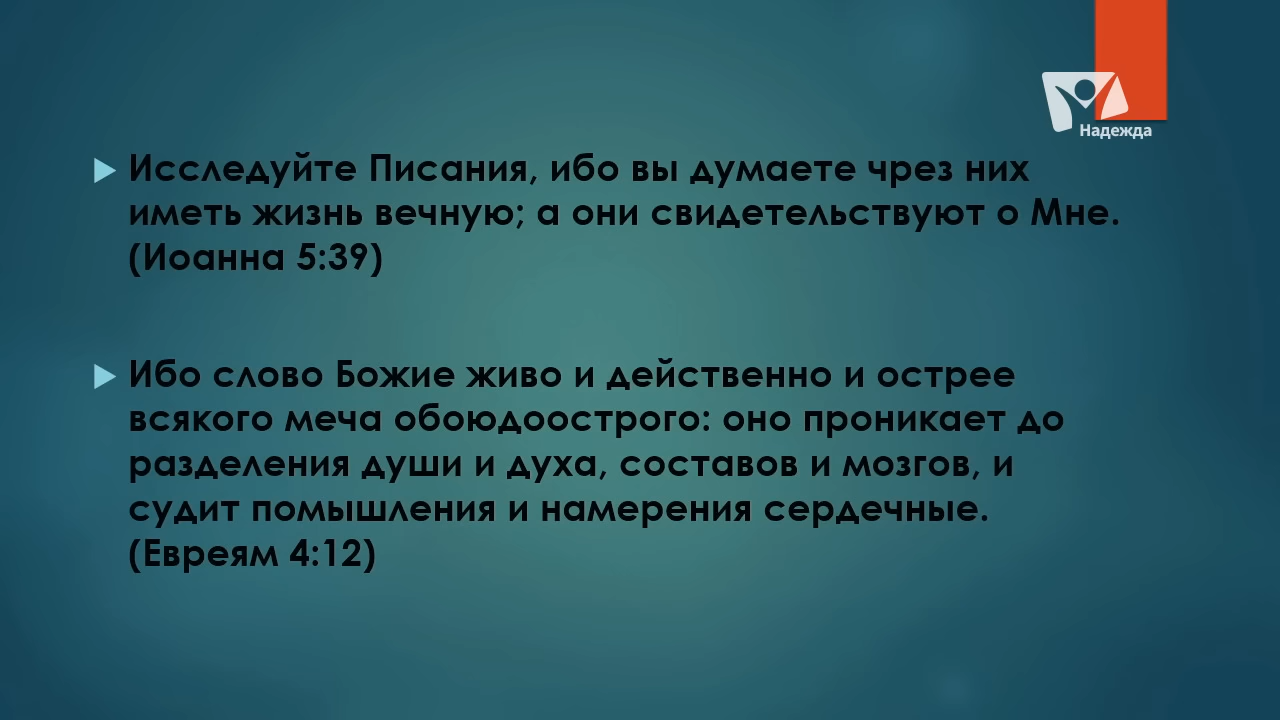 Надежда
Исследуйте Писания, ибо вы думаете чрез них
иметь жизнь вечную; а они свидетельствуют о Мне.
(Иоанна 5:39)
Ибо слово Божие живо и действенно и острее
всякого меча обоюдоострого: оно проникает до
разделения души и духа, составов и мозгов, и
судит помышления и намерения сердечные.
(Евреям 4:12)